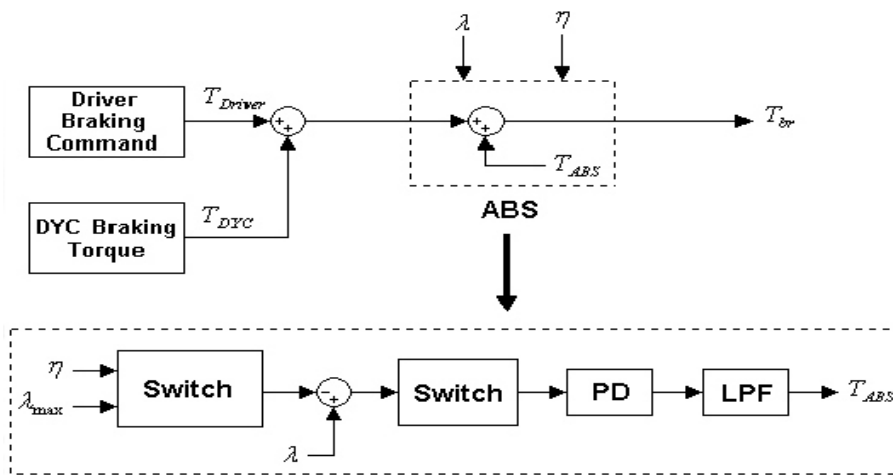 λ
η
Driver
Braking
Command
T_Driver
+
+
+
+
T_br
T_ABS
DYC Braking
Torque
T_DYC
ABS
η
λ_max
Switch
-
+
λ
Switch
PD
LPF
T_ABS